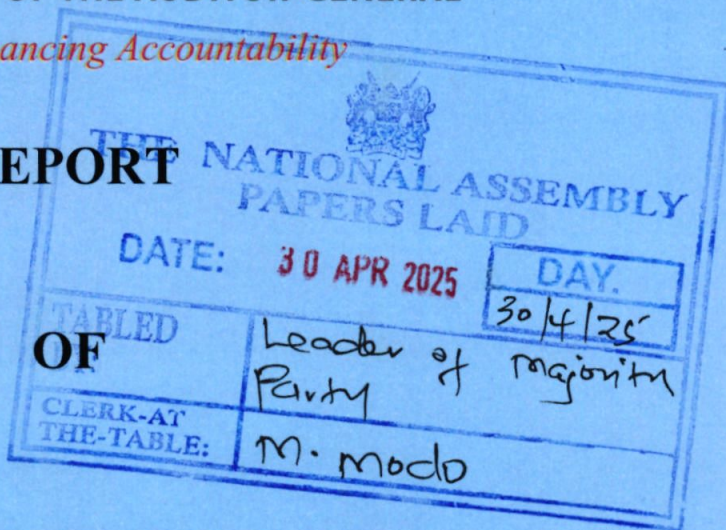 ancing Accountability
EPORT
THE NATIONAL ASSEMBLY
PAPERS LAID
DATE: 30 APR 2025
DAY.
30/4/25
TABLED
OF
Leader of Majority
Party
CLERK-AT
THE-TABLE:
M. Modo